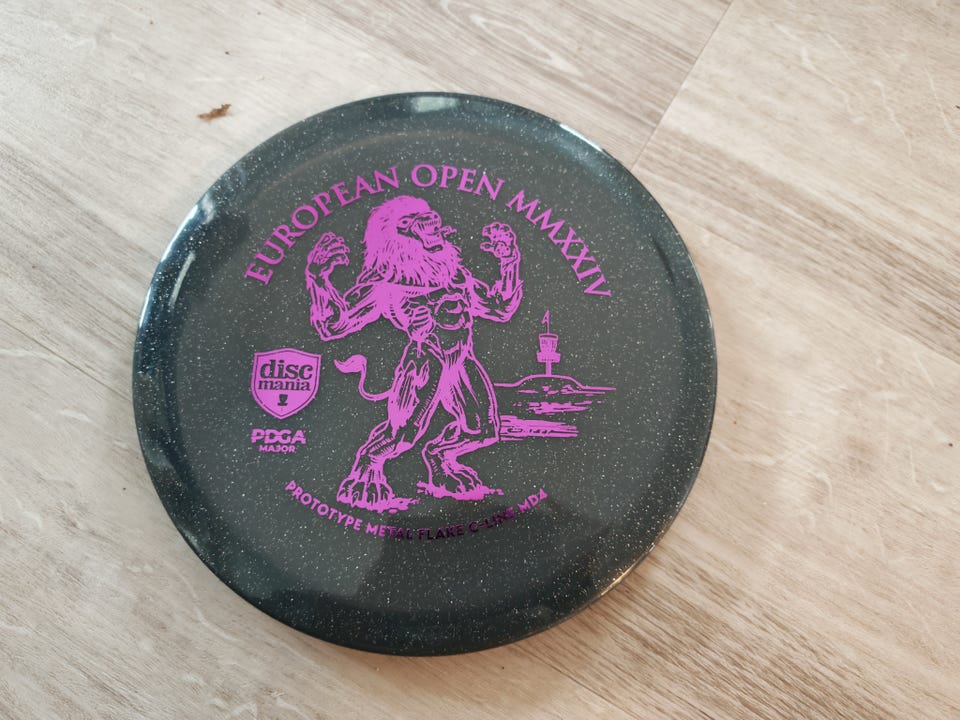 EUROPEAN OPEN MMXXIV
disc
mania
PDGA
MAJOR
PROTOTYPE METAL FLAKE C-LINE MD4